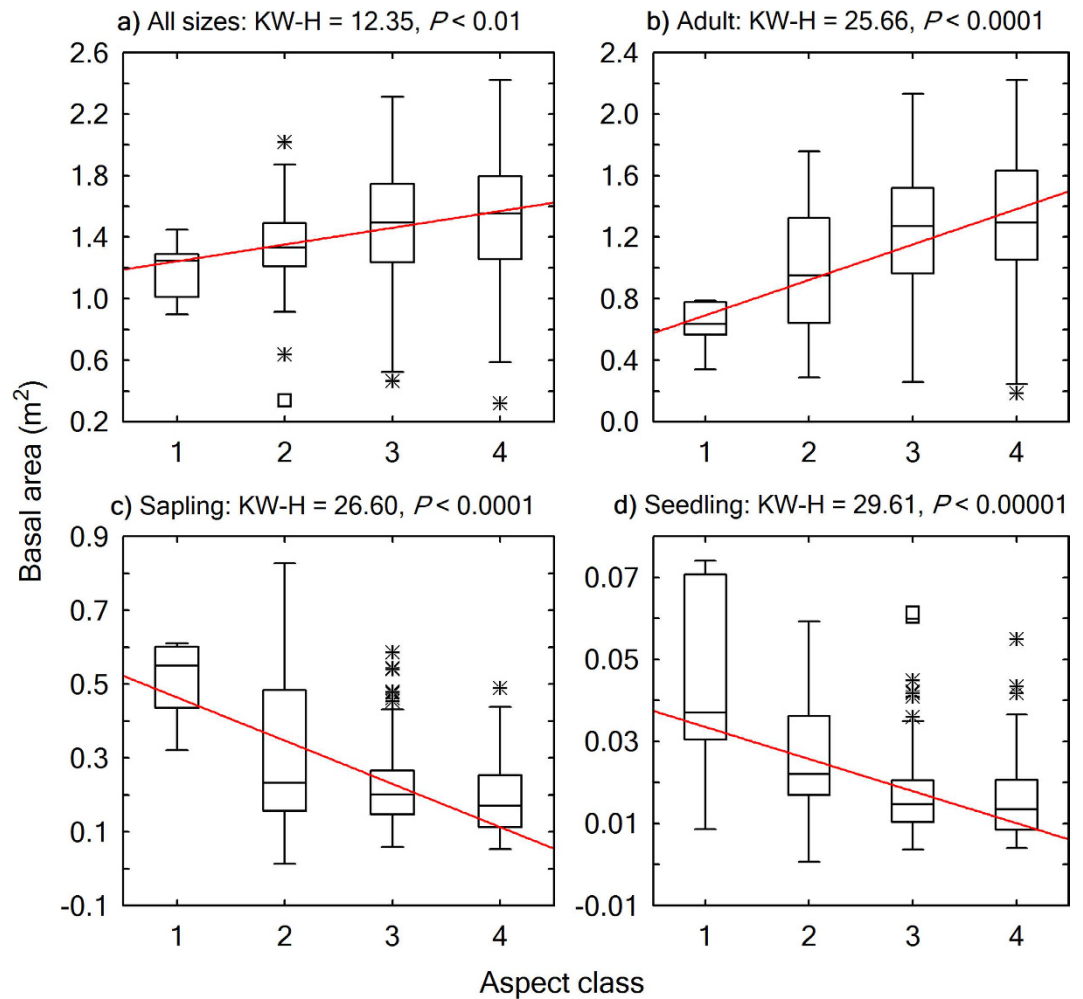 a) All sizes: KW-H = 12.35, P < 0.01
2.6
2.2
1.8
1.4
1.0
0.6
0.2
1 2 3 4
b) Adult: KW-H = 25.66, P < 0.0001
2.4
2.0
1.6
1.2
0.8
0.4
0.0
1 2 3 4
Basal area (m²)
c) Sapling: KW-H = 26.60, P < 0.0001
0.9
0.7
0.5
0.3
0.1
-0.1
1 2 3 4
d) Seedling: KW-H = 29.61, P < 0.00001
0.07
0.05
0.03
0.01
-0.01
1 2 3 4
Aspect class